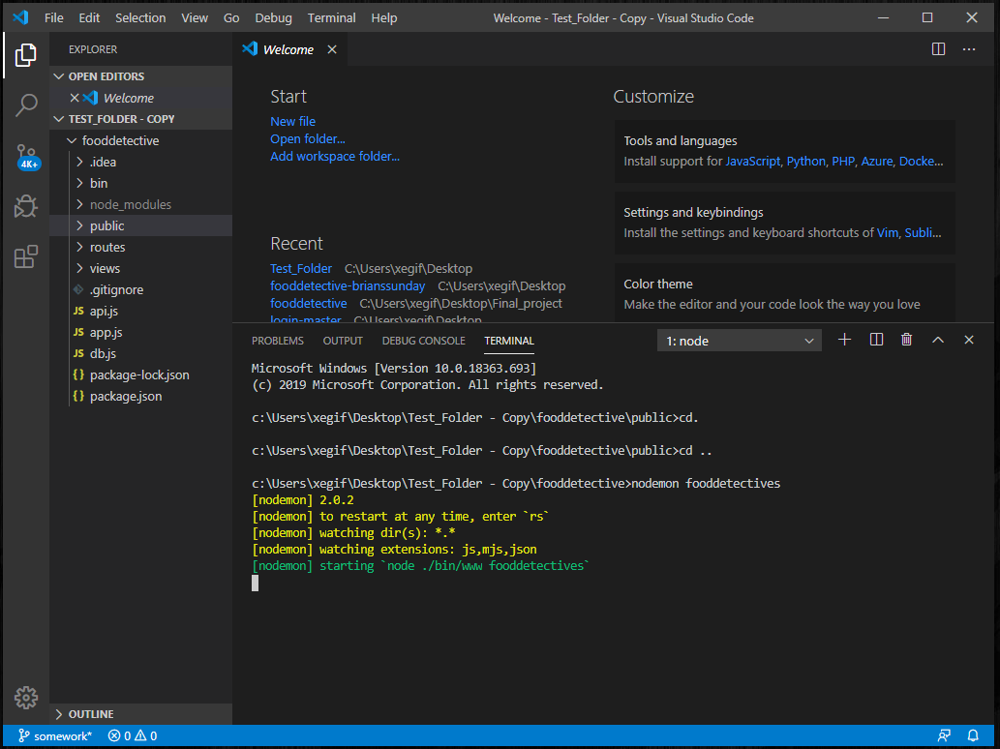 File Edit Selection View Go Debug Terminal Help Welcome - Test_Folder - Copy - Visual Studio Code
EXPLORER
OPEN EDITORS
Welcome
TEST_FOLDER - COPY
fooddetective
.idea
bin
node_modules
public
routes
views
.gitignore
JS api.js
JS app.js
JS db.js
{} package-lock.json
{} package.json
OUTLINE
4K+
Welcome
Start
New file
Open folder...
Add workspace folder...
Recent
Test_Folder C:\Users\xegif\Desktop
fooddetective-brianssunday C:\Users\xegif\Desktop
fooddetective C:\Users\xegif\Desktop\Final_project
login-master C:\Users\xegif\Desktop
Customize
Tools and languages
Install support for JavaScript, Python, PHP, Azure, Docke...
Settings and keybindings
Install the settings and keyboard shortcuts of Vim, Subli...
Color theme
Make the editor and your code look the way you love
PROBLEMS OUTPUT DEBUG CONSOLE TERMINAL 1: node
Microsoft Windows [Version 10.0.18363.693]
(c) 2019 Microsoft Corporation. All rights reserved.
c:\Users\xegif\Desktop\Test_Folder - Copy\fooddetective\public>cd.
c:\Users\xegif\Desktop\Test_Folder - Copy\fooddetective\public>cd ..
c:\Users\xegif\Desktop\Test_Folder - Copy\fooddetective>nodemon fooddetectives
[nodemon] 2.0.2
[nodemon] to restart at any time, enter `rs`
[nodemon] watching dir(s): *.*
[nodemon] watching extensions: js,mjs,json
[nodemon] starting `node ./bin/www fooddetectives`
somework* 0 0